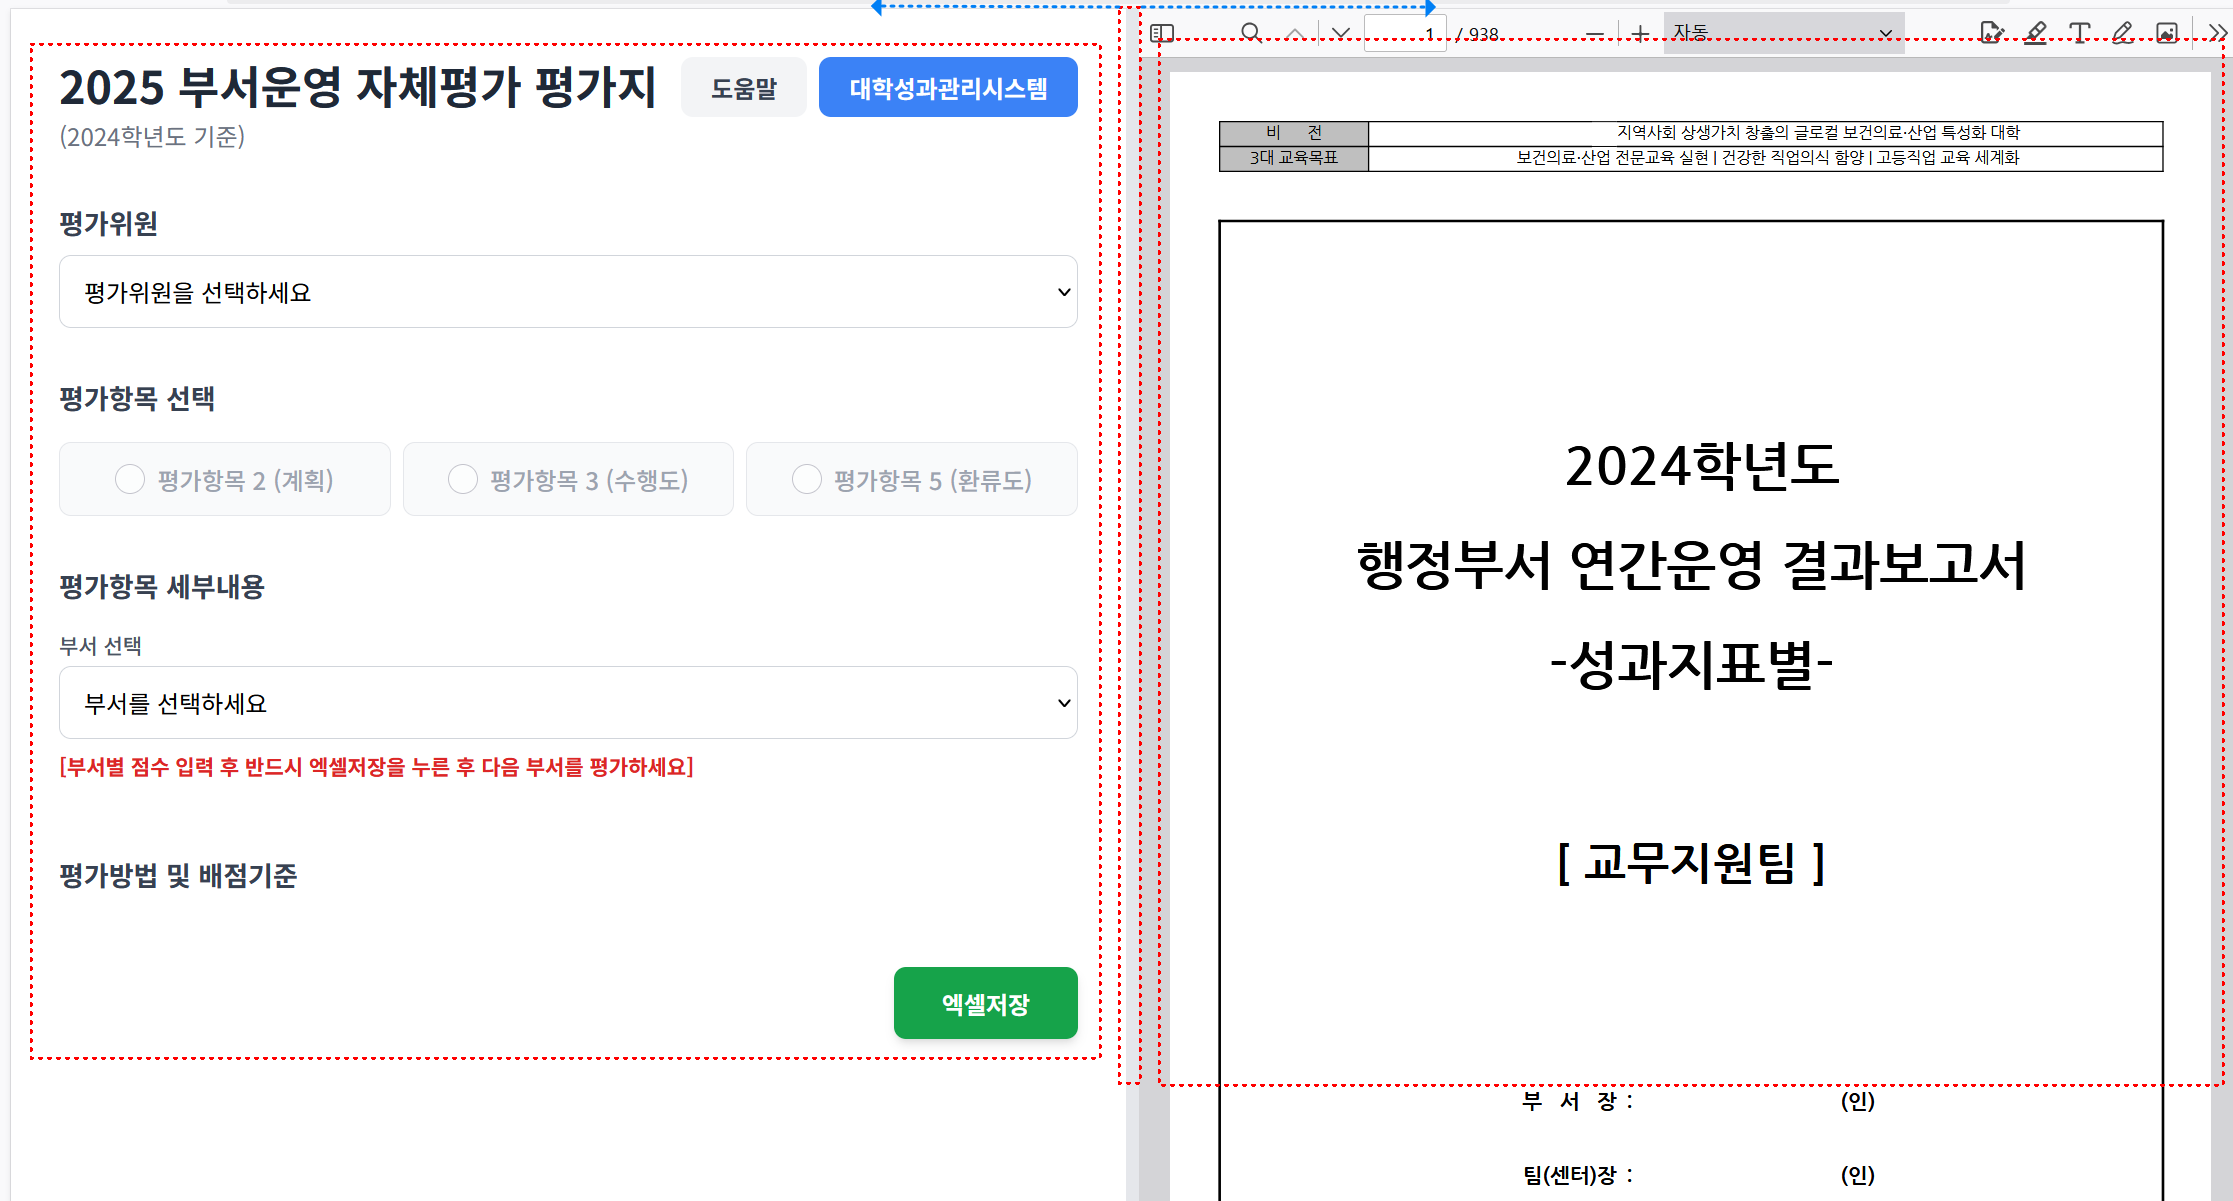 2025 부서운영 자체평가 평가지
도움말
대학성과관리시스템
(2024학년도 기준)
평가위원
평가위원을 선택하세요
평가항목 선택
평가항목 2 (계획)
평가항목 3 (수행도)
평가항목 5 (환류도)
평가항목 세부내용
부서 선택
부서를 선택하세요
[부서별 점수 입력 후 반드시 엑셀저장을 누른 후 다음 부서를 평가하세요]
평가방법 및 배점기준
엑셀저장
1 / 938
자동
비 전 지역사회 상생가치 창출의 글로컬 보건의료·산업 특성화 대학
3대 교육목표 보건의료·산업 전문교육 실현 | 건강한 직업의식 함양 | 고등직업 교육 세계화
2024학년도
행정부서 연간운영 결과보고서
-성과지표별-
[ 교무지원팀 ]
부 서 장 : (인)
팀(센터)장 : (인)